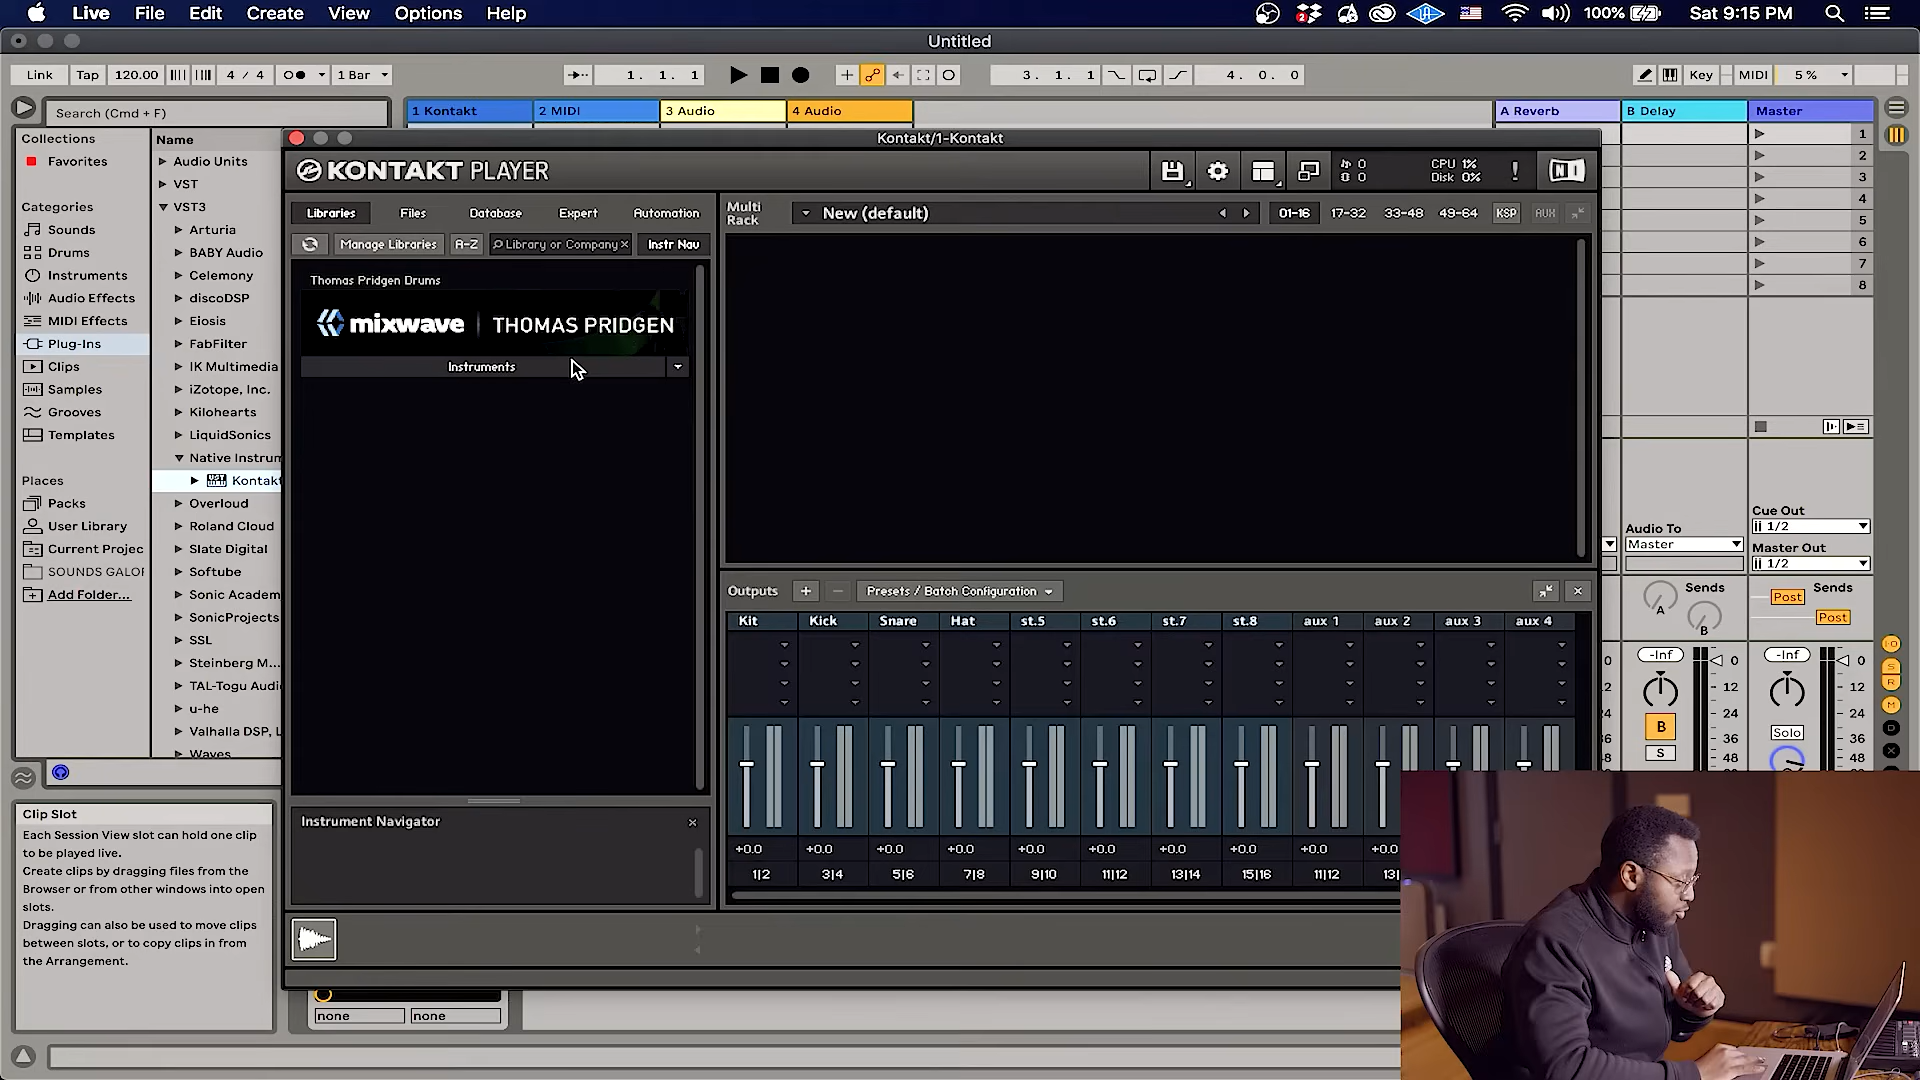 Live File Edit Create View Options Help
100% Sat 9:15 PM
Untitled
Link Tap 120.00 4 / 4 1 Bar 1. 1. 1 3. 1. 1 4. 0. 0 Key MIDI 5 %
Search (Cmd + F)
1 Kontakt 2 MIDI 3 Audio 4 Audio A Reverb B Delay Master
Collections
Favorites
Categories
Sounds
Drums
Instruments
Audio Effects
MIDI Effects
Plug-Ins
Clips
Samples
Grooves
Templates
Places
Packs
User Library
Current Projec
SOUNDS GALOR
Add Folder...
Name
Audio Units
VST
VST3
Arturia
BABY Audio
Celemony
discoDSP
Eiosis
FabFilter
IK Multimedia
iZotope, Inc.
Kilohearts
LiquidSonics
Native Instrum
Kontakt
Overloud
Roland Cloud
Slate Digital
Softube
Sonic Academ
SonicProjects
SSL
Steinberg M...
TAL-Togu Audi
u-he
Valhalla DSP, L
Waves
Kontakt/1-Kontakt
KONTAKT PLAYER
0
0
CPU 1%
Disk 0%
!
NI
Libraries Files Database Expert Automation
Manage Libraries A-Z Library or Company × Instr Nav
Thomas Pridgen Drums
mixwave | THOMAS PRIDGEN
Instruments
Instrument Navigator
Multi
Rack
New (default)
01-16 17-32 33-48 49-64 KSP AUX
Outputs + - Presets / Batch Configuration
Kit Kick Snare Hat st.5 st.6 st.7 st.8 aux 1 aux 2 aux 3 aux 4
+0.0 +0.0 +0.0 +0.0 +0.0 +0.0 +0.0 +0.0 +0.0 +0.0
1|2 3|4 5|6 7|8 9|10 11|12 13|14 15|16 11|12 13|
1
2
3
4
5
6
7
8
Audio To
Master
Cue Out
1/2
Master Out
1/2
Sends
A
B
Sends
Post
Post
-Inf
-Inf
0
12
24
36
48
0
12
24
36
48
B
S
Solo
Clip Slot
Each Session View slot can hold one clip
to be played live.
Create clips by dragging files from the
Browser or from other windows into open
slots.
Dragging can also be used to move clips
between slots, or to copy clips in from
the Arrangement.
none none